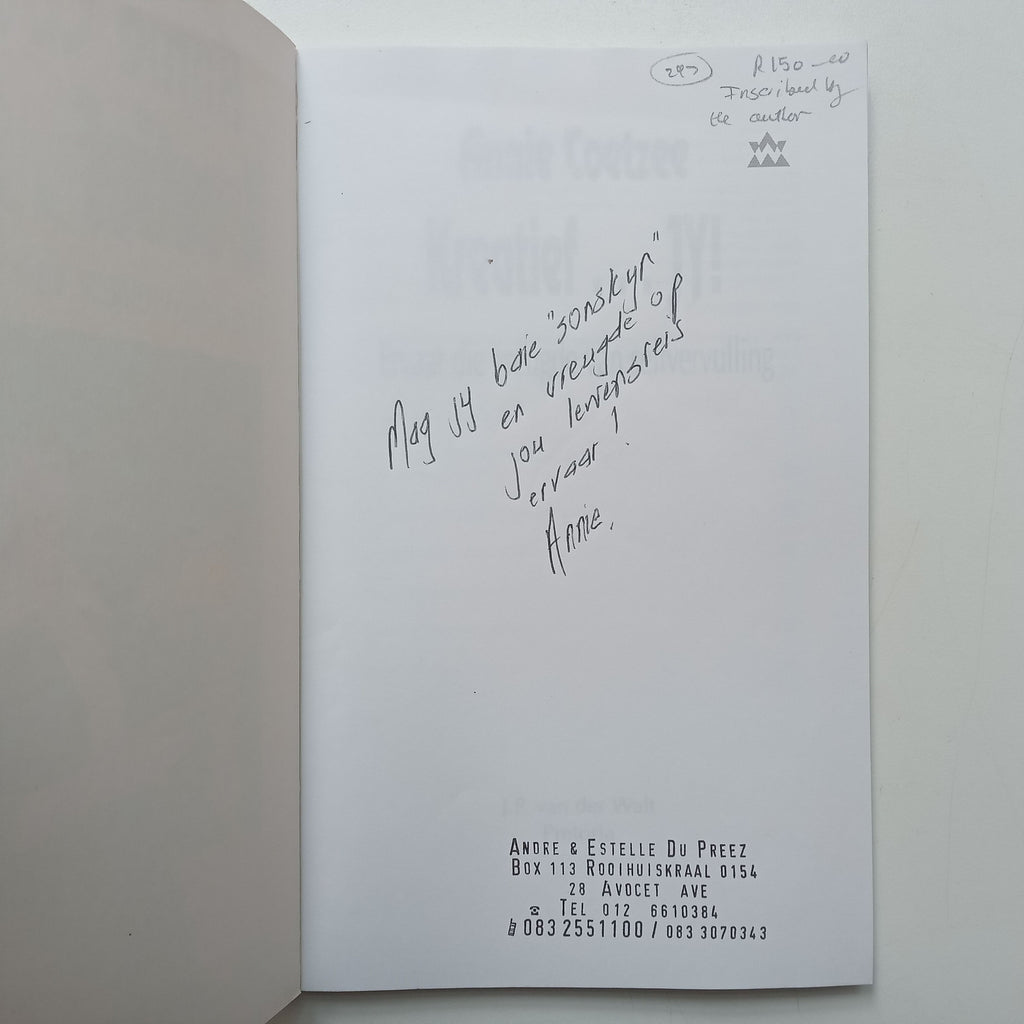 297 R150-00
Inscribed by
the author
Annie Coetzee
Kreatief ... TY!
Mag jy baie "sonskyn"
en vreugde op
jou lewensreis
ervaar!
Annie.
J.P. van der Walt
Pretoria
ANDRE & ESTELLE DU PREEZ
BOX 113 ROOIHUISKRAAL 0154
28 AVOCET AVE
TEL 012 6610384
083 2551100 / 083 3070343